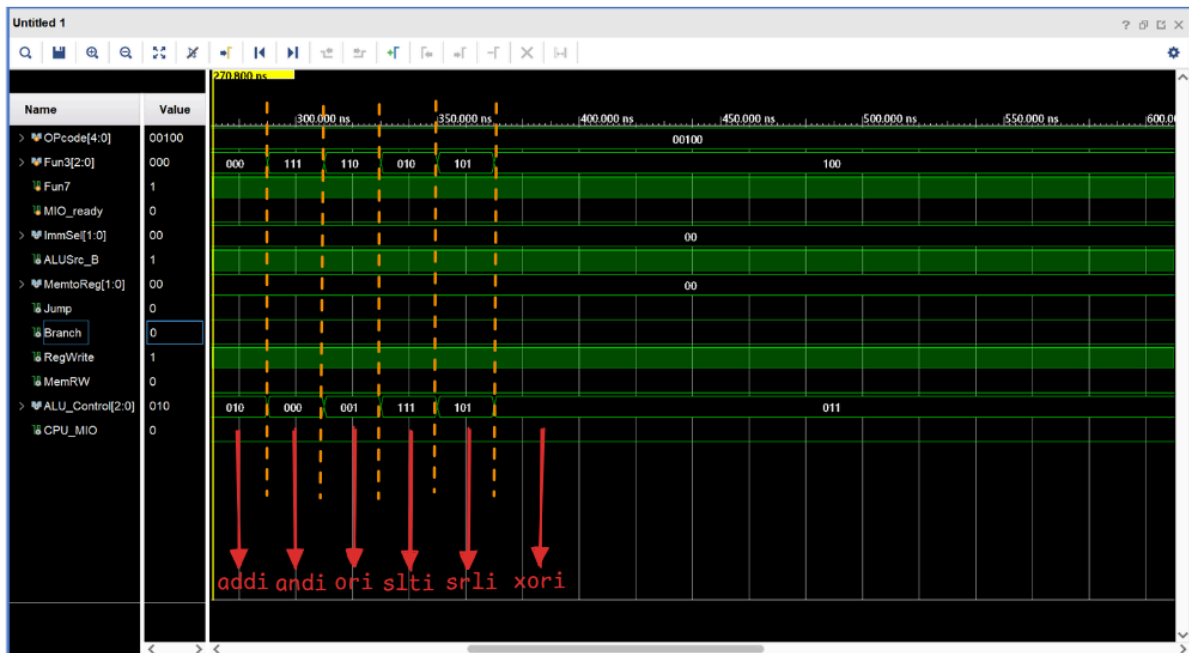 Untitled 1
270.800 ns
Name Value
300.000 ns 350.000 ns 400.000 ns 450.000 ns 500.000 ns 550.000 ns 600.0
OPcode[4:0] 00100 00100
Fun3[2:0] 000 000 111 110 010 101 100
Fun7 1
MIO_ready 0
ImmSel[1:0] 00 00
ALUSrc_B 1
MemtoReg[1:0] 00 00
Jump 0
Branch 0
RegWrite 1
MemRW 0
ALU_Control[2:0] 010 010 000 001 111 101 011
CPU_MIO 0
addi andi ori slti srli xori